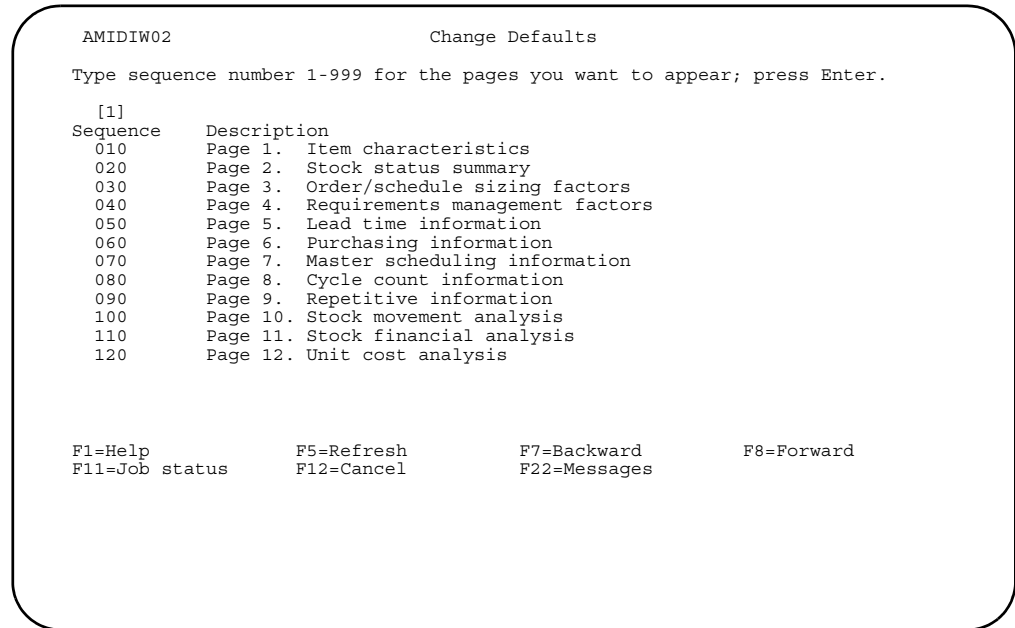 AMIDIW02 Change Defaults
Type sequence number 1-999 for the pages you want to appear; press Enter.
[1]
Sequence Description
010 Page 1. Item characteristics
020 Page 2. Stock status summary
030 Page 3. Order/schedule sizing factors
040 Page 4. Requirements management factors
050 Page 5. Lead time information
060 Page 6. Purchasing information
070 Page 7. Master scheduling information
080 Page 8. Cycle count information
090 Page 9. Repetitive information
100 Page 10. Stock movement analysis
110 Page 11. Stock financial analysis
120 Page 12. Unit cost analysis
F1=Help F5=Refresh F7=Backward F8=Forward
F11=Job status F12=Cancel F22=Messages